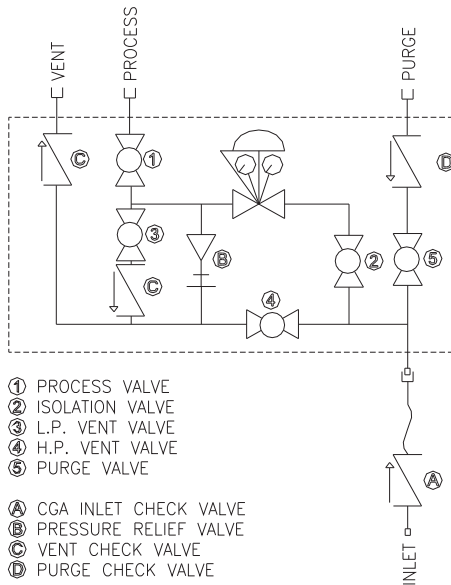 VENT
PROCESS
PURGE
C
1
D
3
B
2
5
C
4
1 PROCESS VALVE
2 ISOLATION VALVE
3 L.P. VENT VALVE
4 H.P. VENT VALVE
5 PURGE VALVE
A CGA INLET CHECK VALVE
B PRESSURE RELIEF VALVE
C VENT CHECK VALVE
D PURGE CHECK VALVE
A
INLET